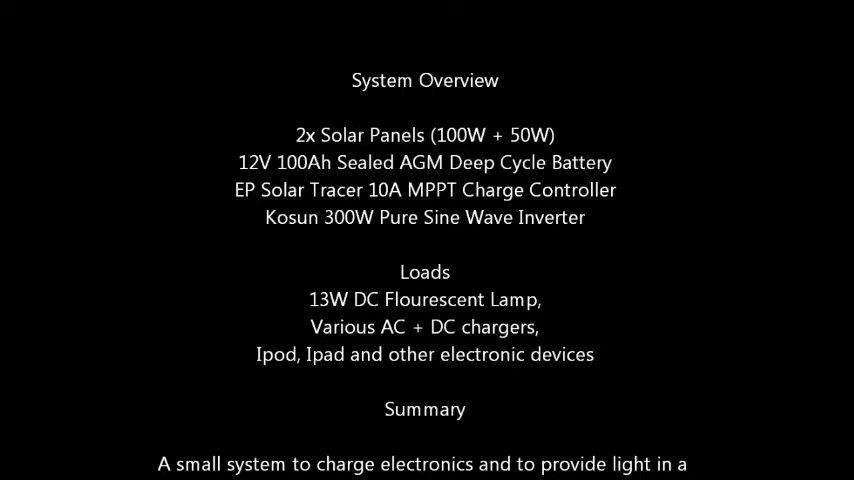 System Overview
2x Solar Panels (100W + 50W)
12V 100Ah Sealed AGM Deep Cycle Battery
EP Solar Tracer 10A MPPT Charge Controller
Kosun 300W Pure Sine Wave Inverter
Loads
13W DC Flourescent Lamp,
Various AC + DC chargers,
Ipod, Ipad and other electronic devices
Summary
A small system to charge electronics and to provide light in a